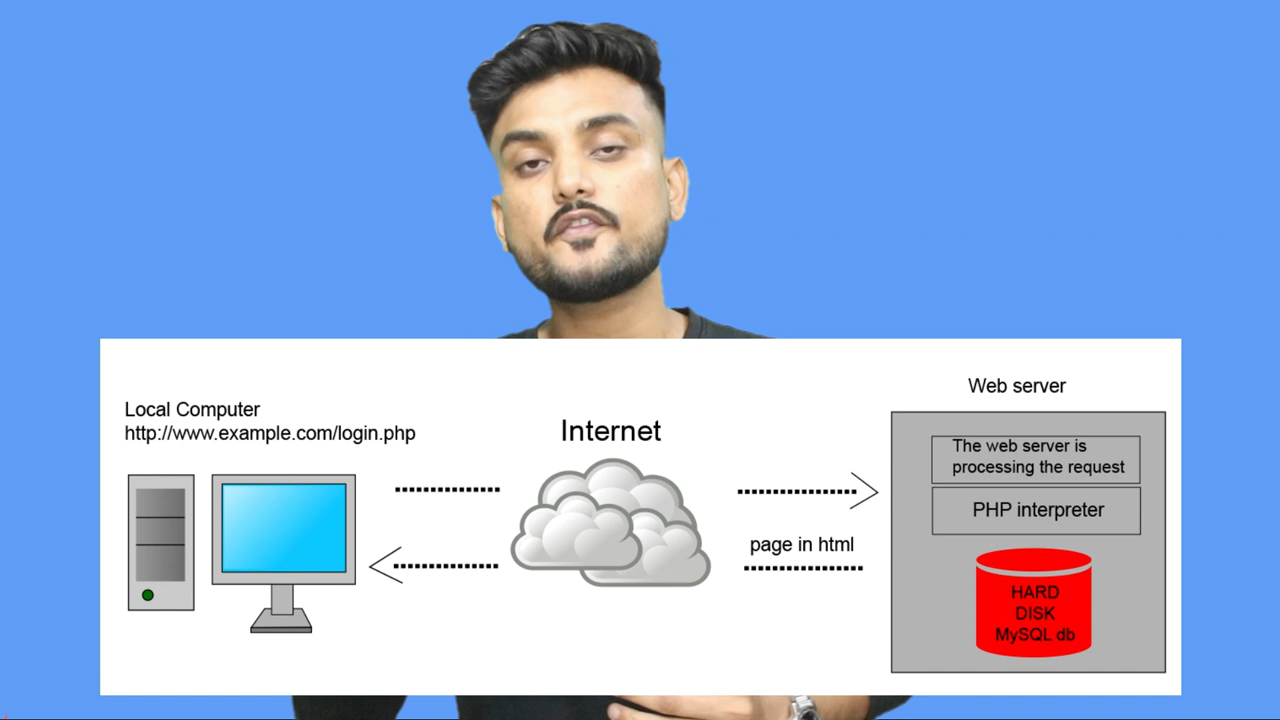 Local Computer
http://www.example.com/login.php
Internet
page in html
Web server
The web server is
processing the request
PHP interpreter
HARD
DISK
MySQL db